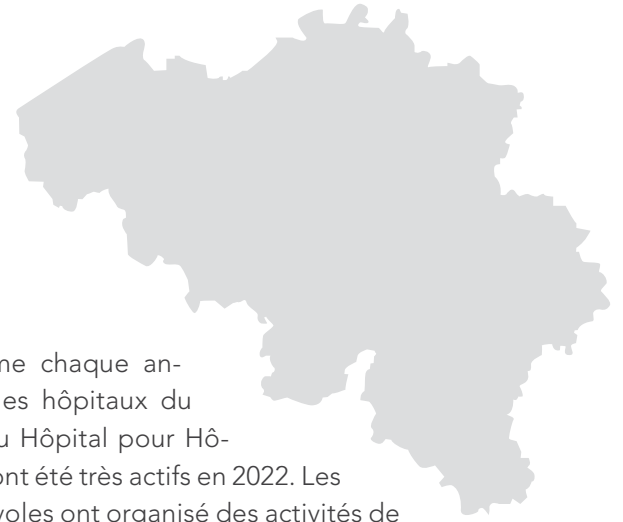 me chaque an-
es hôpitaux du
u Hôpital pour Hô-
ont été très actifs en 2022. Les
voles ont organisé des activités de